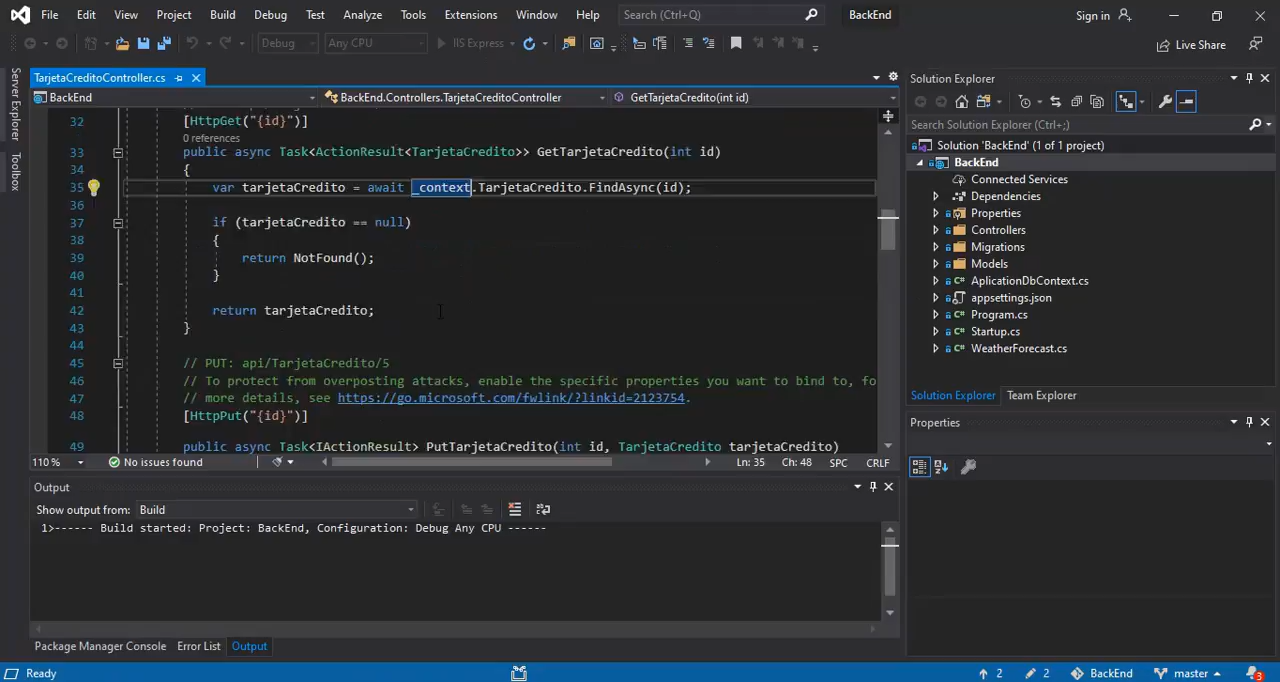 File Edit View Project Build Debug Test Analyze Tools Extensions Window Help Search (Ctrl+Q) BackEnd Sign in
Debug Any CPU IIS Express Live Share
Server Explorer
Toolbox
TarjetaCreditoController.cs
BackEnd BackEnd.Controllers.TarjetaCreditoController GetTarjetaCredito(int id)
32 [HttpGet("{id}")]
0 references
33 public async Task<ActionResult<TarjetaCredito>> GetTarjetaCredito(int id)
34 {
35 var tarjetaCredito = await _context.TarjetaCredito.FindAsync(id);
36
37 if (tarjetaCredito == null)
38 {
39 return NotFound();
40 }
41
42 return tarjetaCredito;
43 }
44
45 // PUT: api/TarjetaCredito/5
46 // To protect from overposting attacks, enable the specific properties you want to bind to, fo
47 // more details, see https://go.microsoft.com/fwlink/?linkid=2123754.
48 [HttpPut("{id}")]
49 public async Task<IActionResult> PutTarjetaCredito(int id, TarjetaCredito tarjetaCredito)
110 % No issues found Ln: 35 Ch: 48 SPC CRLF
Output
Show output from: Build
1>------ Build started: Project: BackEnd, Configuration: Debug Any CPU ------
Package Manager Console Error List Output
Solution Explorer
Search Solution Explorer (Ctrl+;)
Solution 'BackEnd' (1 of 1 project)
BackEnd
Connected Services
Dependencies
Properties
Controllers
Migrations
Models
C# AplicationDbContext.cs
appsettings.json
C# Program.cs
C# Startup.cs
C# WeatherForecast.cs
Solution Explorer Team Explorer
Properties
Ready 2 2 BackEnd master 3